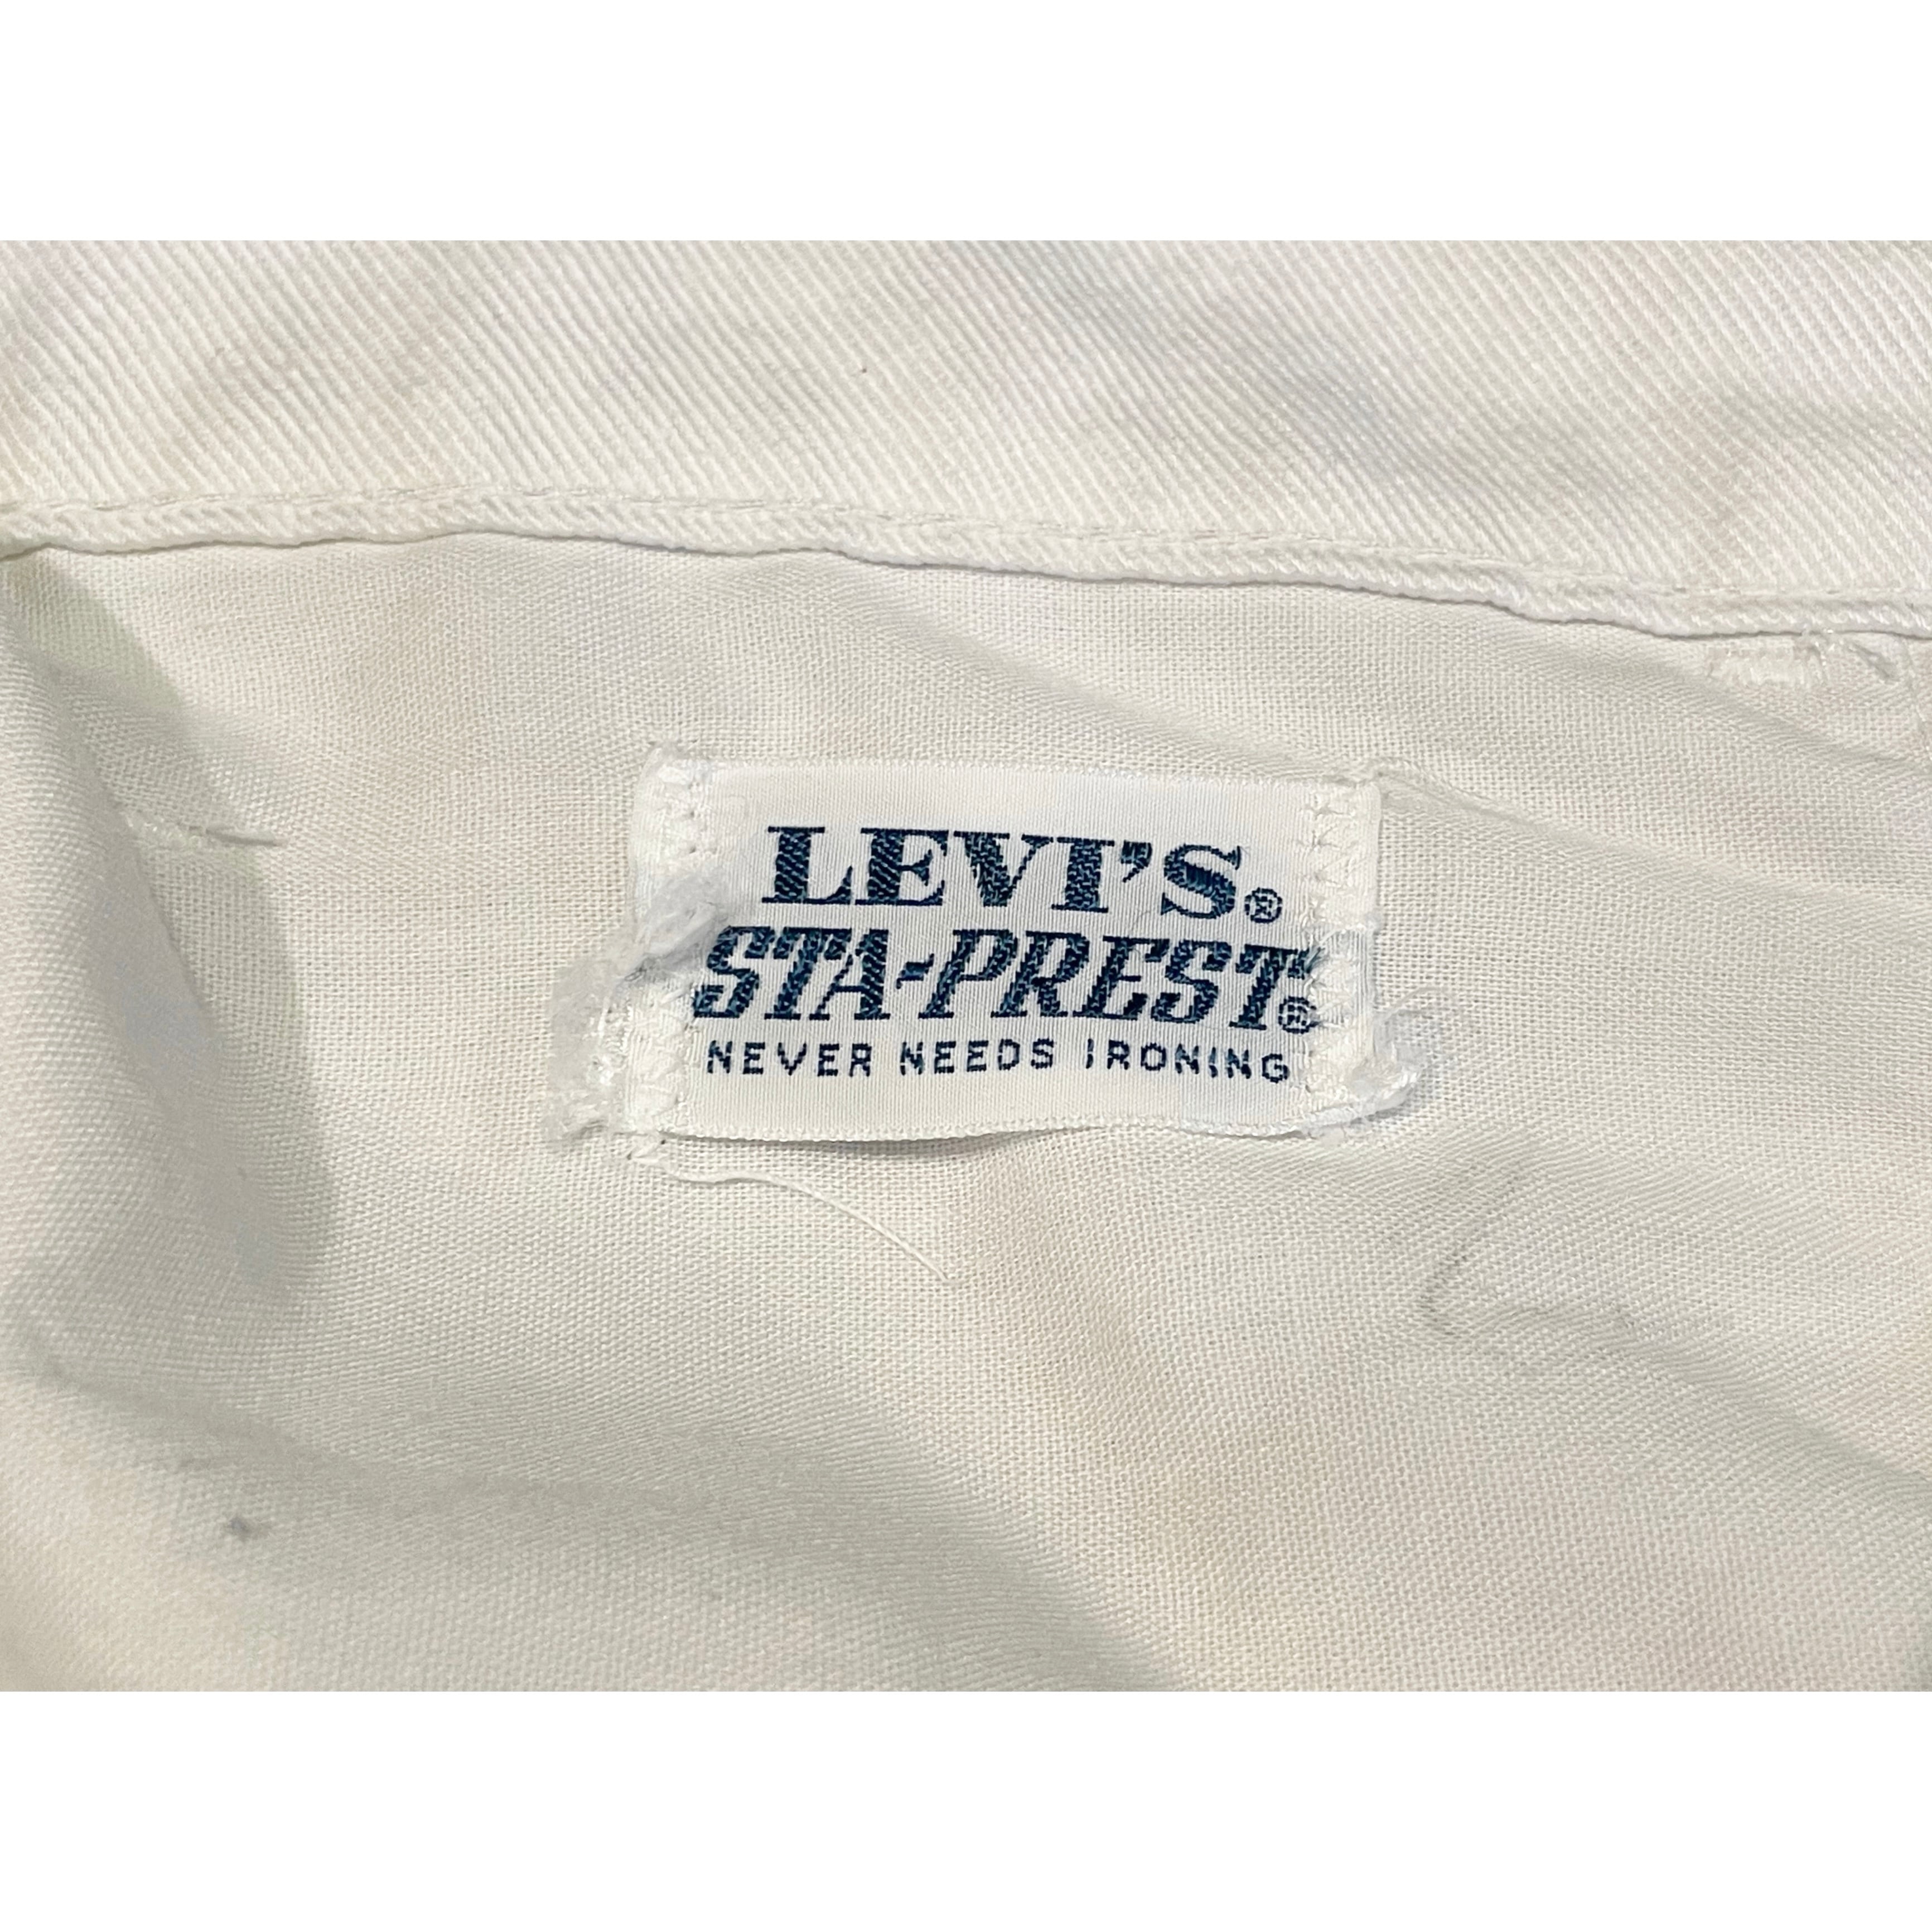 LEVI'S®
STA-PREST®
NEVER NEEDS IRONING